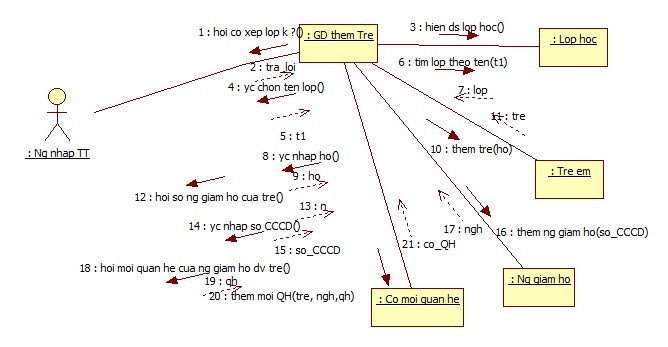 1 : hoi co xep lop k ?()
: GD them Tre
3 : hien ds lop hoc()
: Lop hoc
2 : tra_loi
6 : tim lop theo ten(t1)
4 : yc chon ten lop()
7 : lop
11 : tre
5 : t1
: Ng nhap TT
8 : yc nhap ho()
10 : them tre(ho)
9 : ho
: Tre em
12 : hoi so ng giam ho cua tre()
13 : n
14 : yc nhap so_CCCD()
17 : ngh
16 : them ng giam ho(so_CCCD)
15 : so_CCCD
21 : co_QH
18 : hoi moi quan he cua ng giam ho dv tre()
19 : qh
: Ng giam ho
20 : them moi QH(tre, ngh,qh)
: Co moi quan he